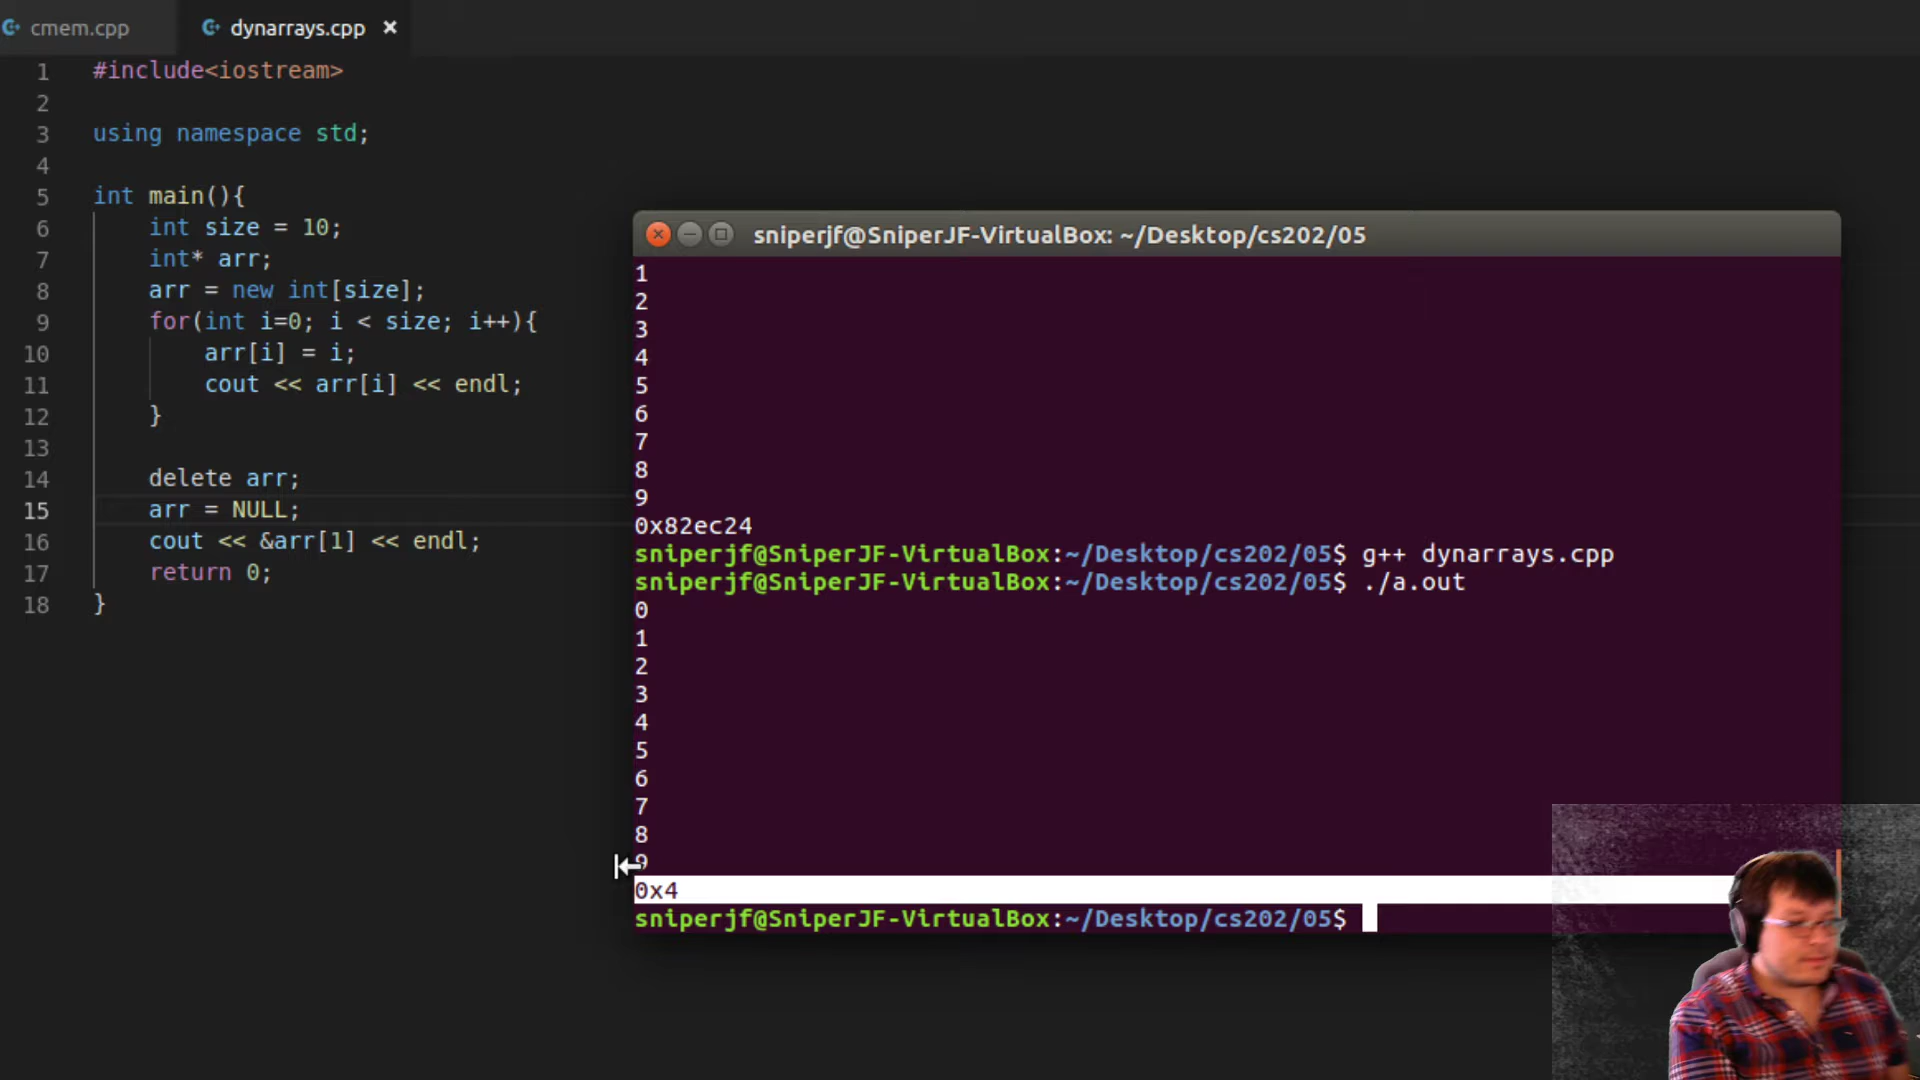 cmem.cpp
dynarrays.cpp
1 #include<iostream>
2
3 using namespace std;
4
5 int main(){
6 int size = 10;
7 int* arr;
8 arr = new int[size];
9 for(int i=0; i < size; i++){
10 arr[i] = i;
11 cout << arr[i] << endl;
12 }
13
14 delete arr;
15 arr = NULL;
16 cout << &arr[1] << endl;
17 return 0;
18 }
sniperjf@SniperJF-VirtualBox: ~/Desktop/cs202/05
1
2
3
4
5
6
7
8
9
0x82ec24
sniperjf@SniperJF-VirtualBox:~/Desktop/cs202/05$ g++ dynarrays.cpp
sniperjf@SniperJF-VirtualBox:~/Desktop/cs202/05$ ./a.out
0
1
2
3
4
5
6
7
8
9
0x4
sniperjf@SniperJF-VirtualBox:~/Desktop/cs202/05$